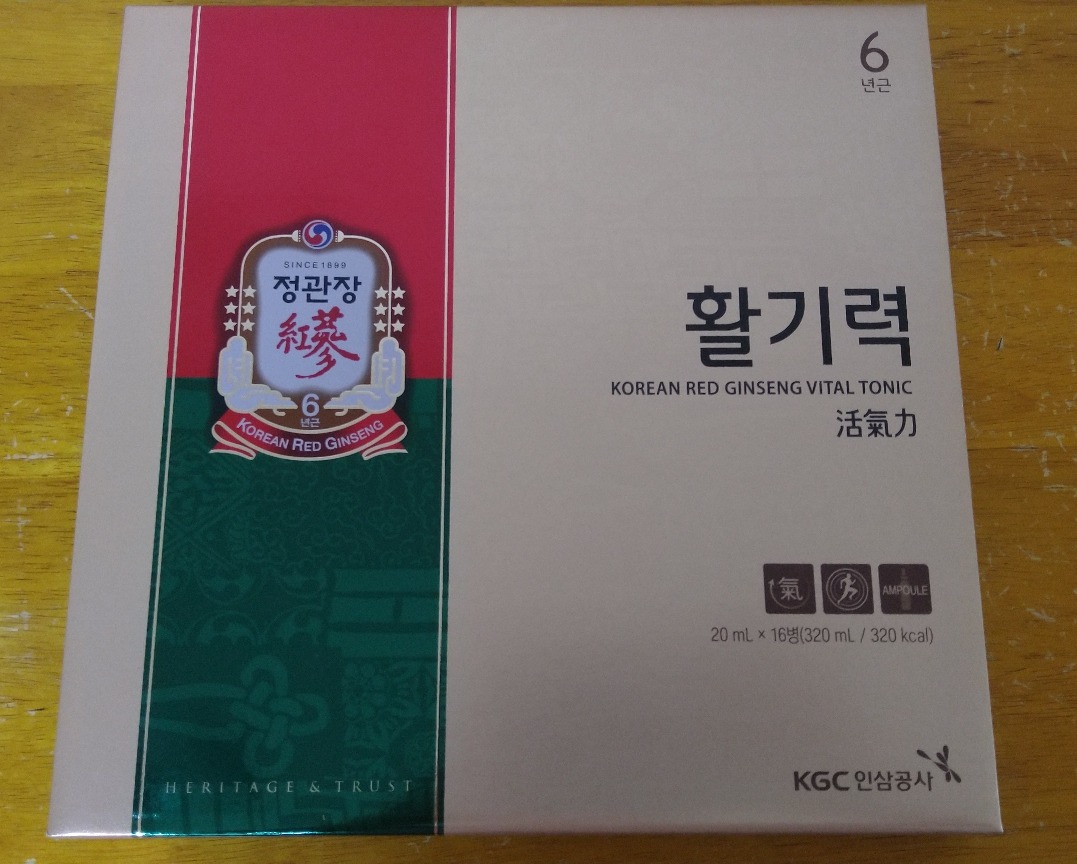 6
년근
SINCE 1899
정관장
紅蔘
6
년근
KOREAN RED GINSENG
활기력
KOREAN RED GINSENG VITAL TONIC
活氣力
氣
AMPOULE
20 mL × 16병(320 mL / 320 kcal)
HERITAGE & TRUST
KGC 인삼공사